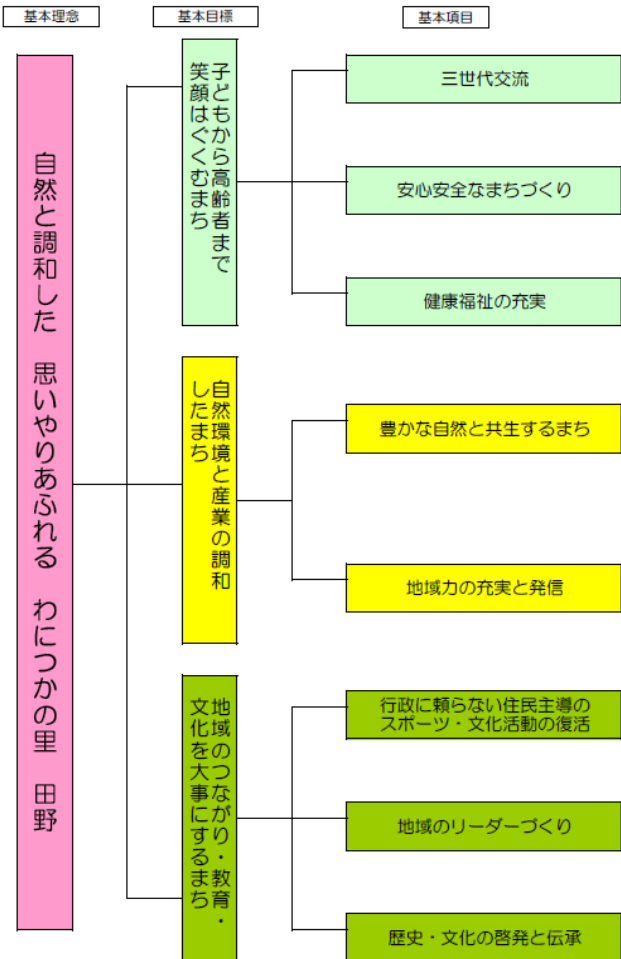 基本理念
基本目標
基本項目
自然と調和した 思いやりあふれる わにつかの里 田野
子どもから高齢者まで
笑顔はぐくむまち
三世代交流
安心安全なまちづくり
健康福祉の充実
自然環境と産業の調和
したまち
豊かな自然と共生するまち
地域力の充実と発信
地域のつながり・教育・
文化を大事にするまち
行政に頼らない住民主導の
スポーツ・文化活動の復活
地域のリーダーづくり
歴史・文化の啓発と伝承